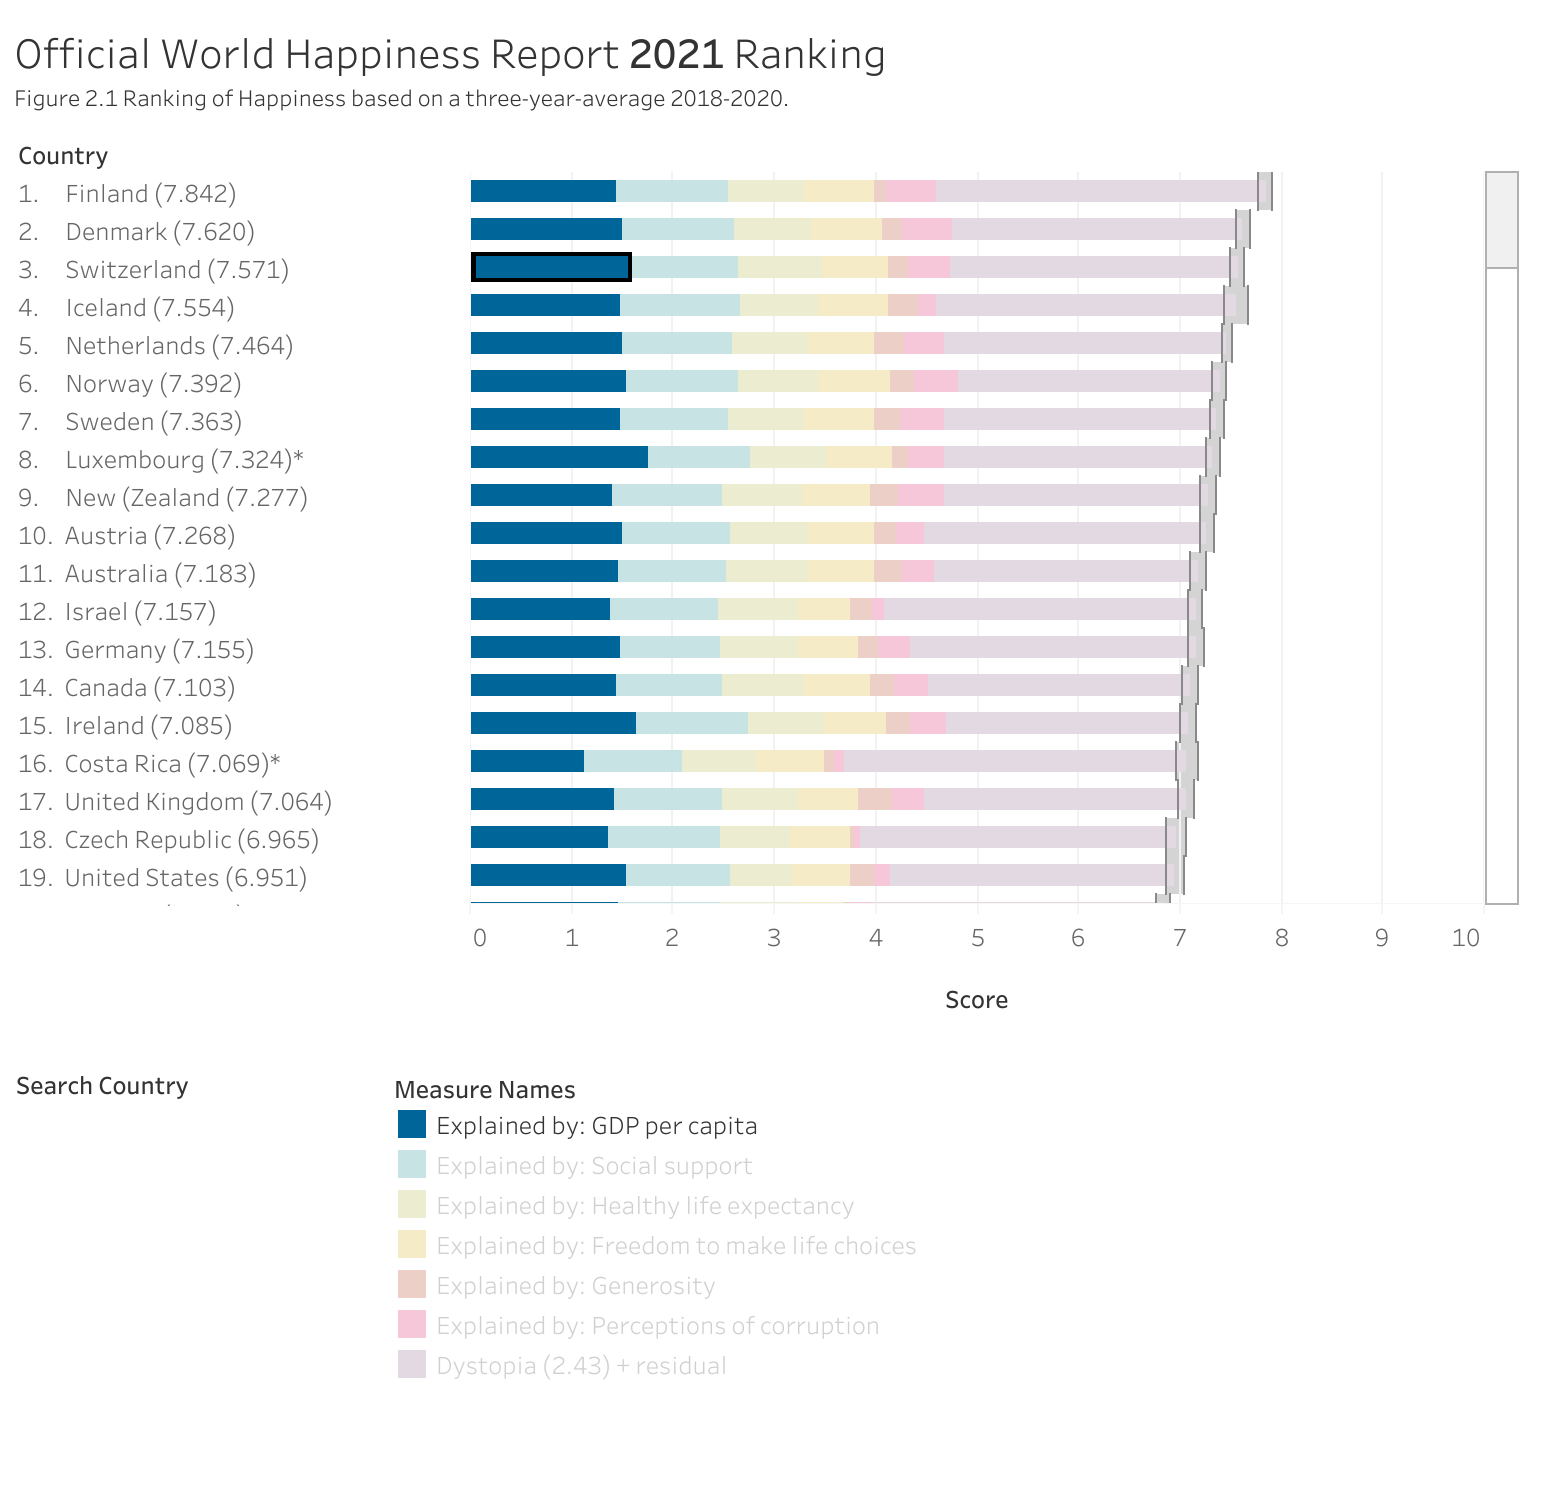 Official World Happiness Report 2021 Ranking
Figure 2.1 Ranking of Happiness based on a three-year-average 2018-2020.
Country
1. Finland (7.842)
2. Denmark (7.620)
3. Switzerland (7.571)
4. Iceland (7.554)
5. Netherlands (7.464)
6. Norway (7.392)
7. Sweden (7.363)
8. Luxembourg (7.324)*
9. New (Zealand (7.277)
10. Austria (7.268)
11. Australia (7.183)
12. Israel (7.157)
13. Germany (7.155)
14. Canada (7.103)
15. Ireland (7.085)
16. Costa Rica (7.069)*
17. United Kingdom (7.064)
18. Czech Republic (6.965)
19. United States (6.951)
0 1 2 3 4 5 6 7 8 9 10
Score
Search Country
Measure Names
Explained by: GDP per capita
Explained by: Social support
Explained by: Healthy life expectancy
Explained by: Freedom to make life choices
Explained by: Generosity
Explained by: Perceptions of corruption
Dystopia (2.43) + residual